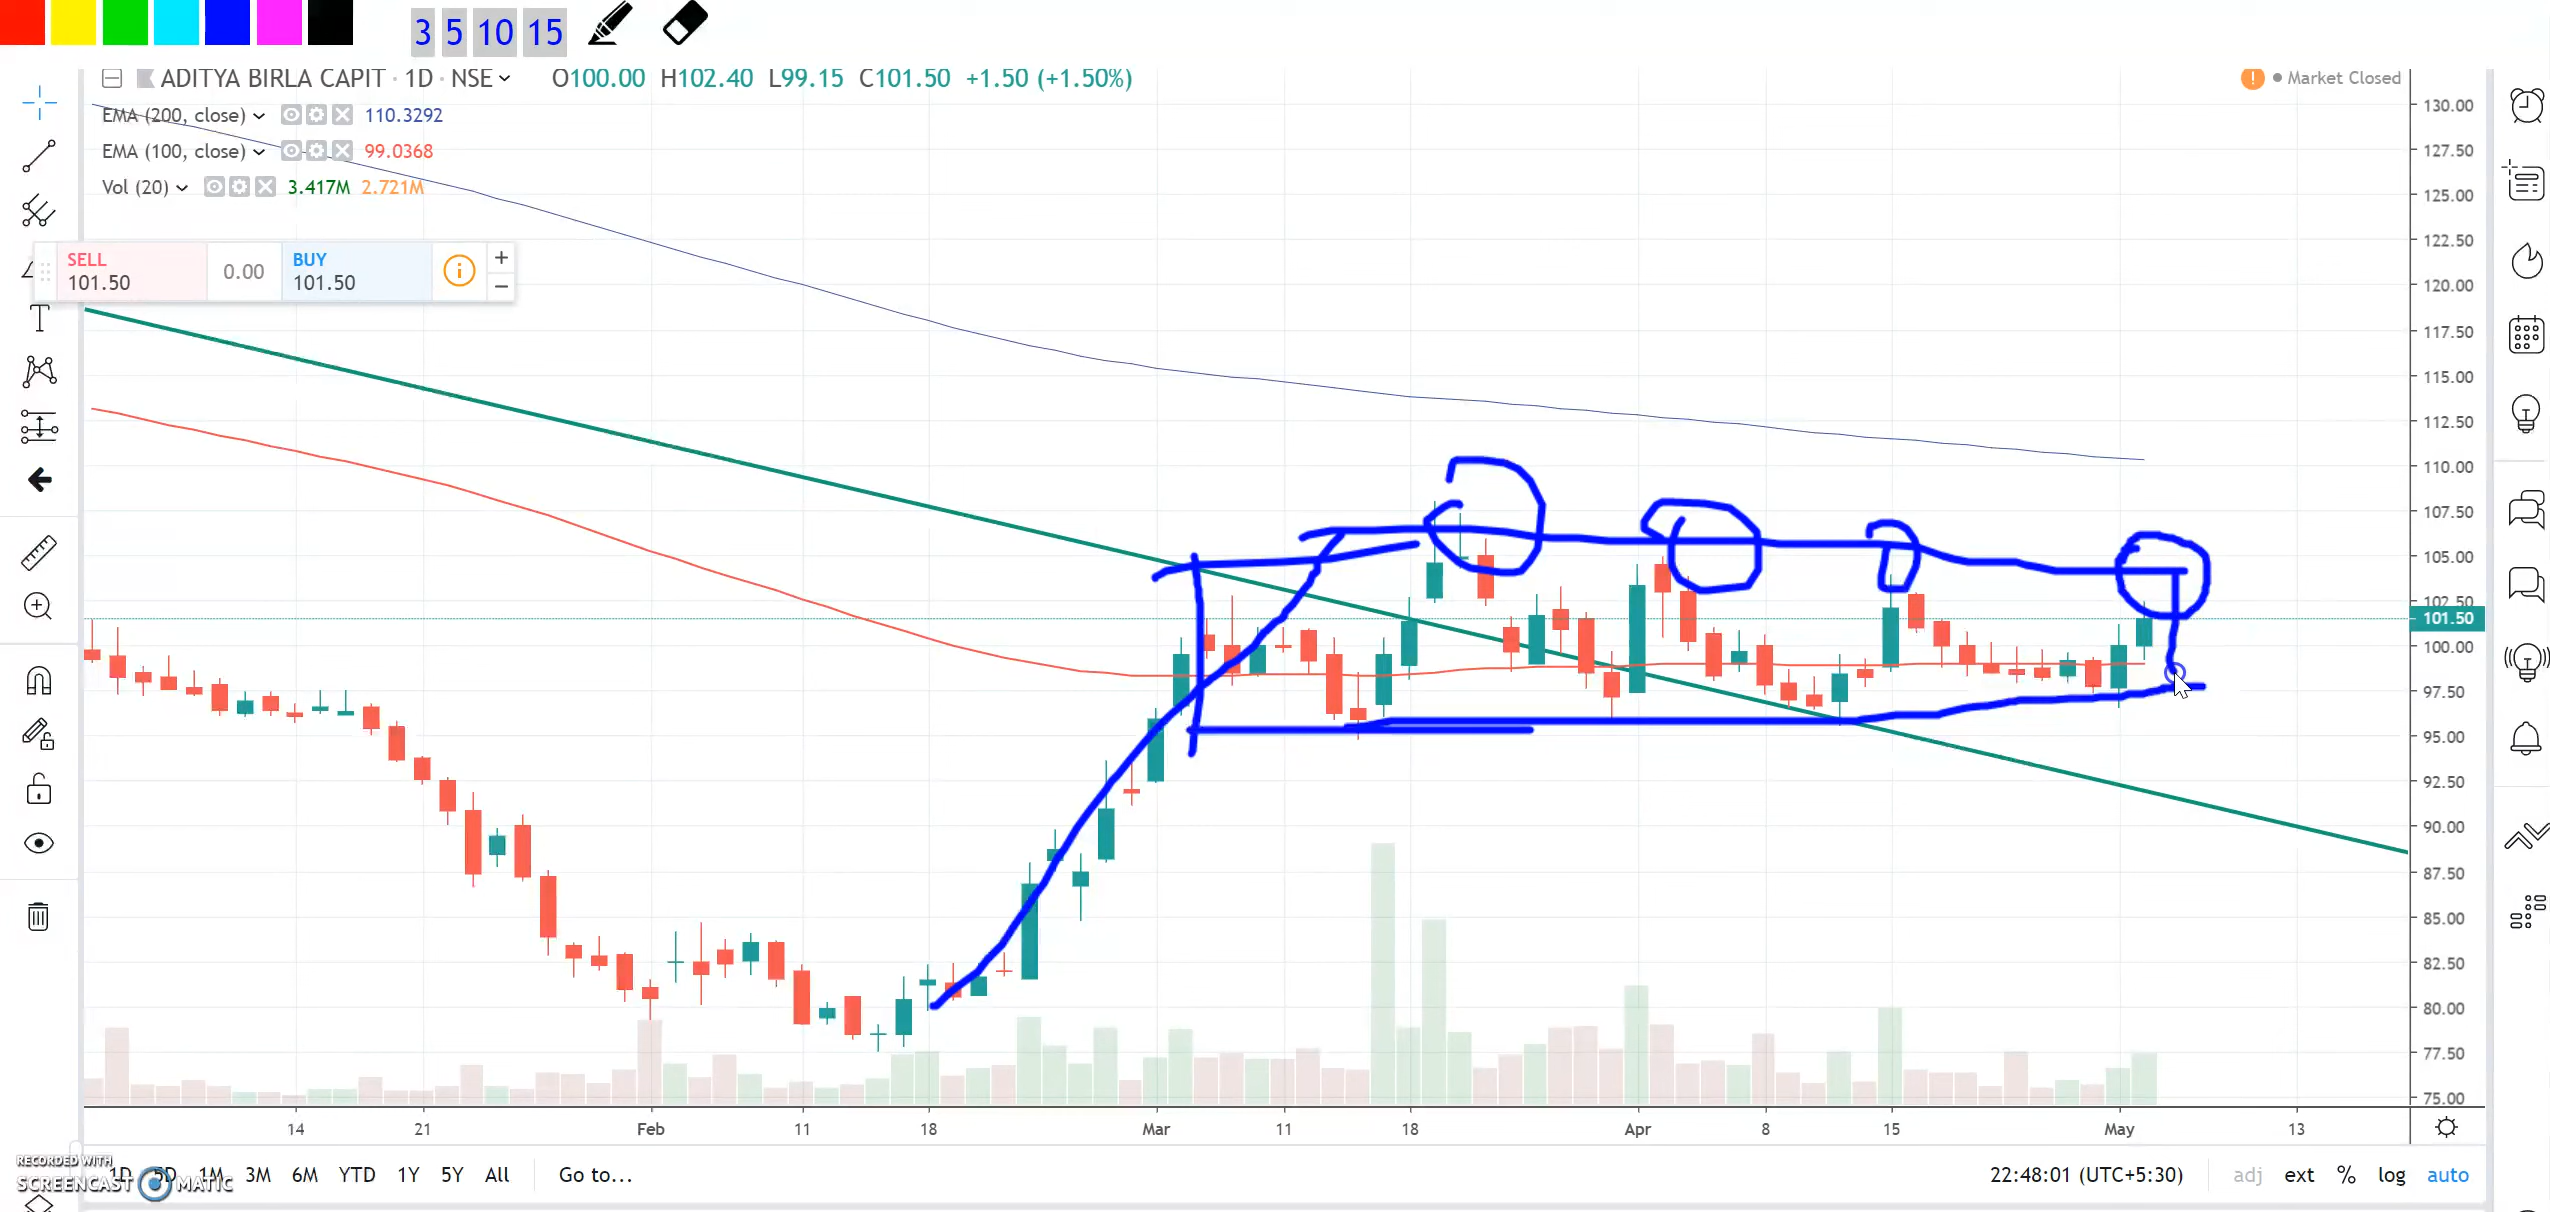 3 5 10 15
ADITYA BIRLA CAPIT · 1D · NSE O100.00 H102.40 L99.15 C101.50 +1.50 (+1.50%)
! Market Closed
EMA (200, close) 110.3292
EMA (100, close) 99.0368
Vol (20) 3.417M 2.721M
SELL
101.50
0.00
BUY
101.50
+
−
T
130.00
127.50
125.00
122.50
120.00
117.50
115.00
112.50
110.00
107.50
105.00
102.50
101.50
100.00
97.50
95.00
92.50
90.00
87.50
85.00
82.50
80.00
77.50
75.00
14 21 Feb 11 18 Mar 11 18 Apr 8 15 May 13
1D 5D 1M 3M 6M YTD 1Y 5Y All Go to... 22:48:01 (UTC+5:30) adj ext % log auto
RECORDED WITH
SCREENCAST MATIC